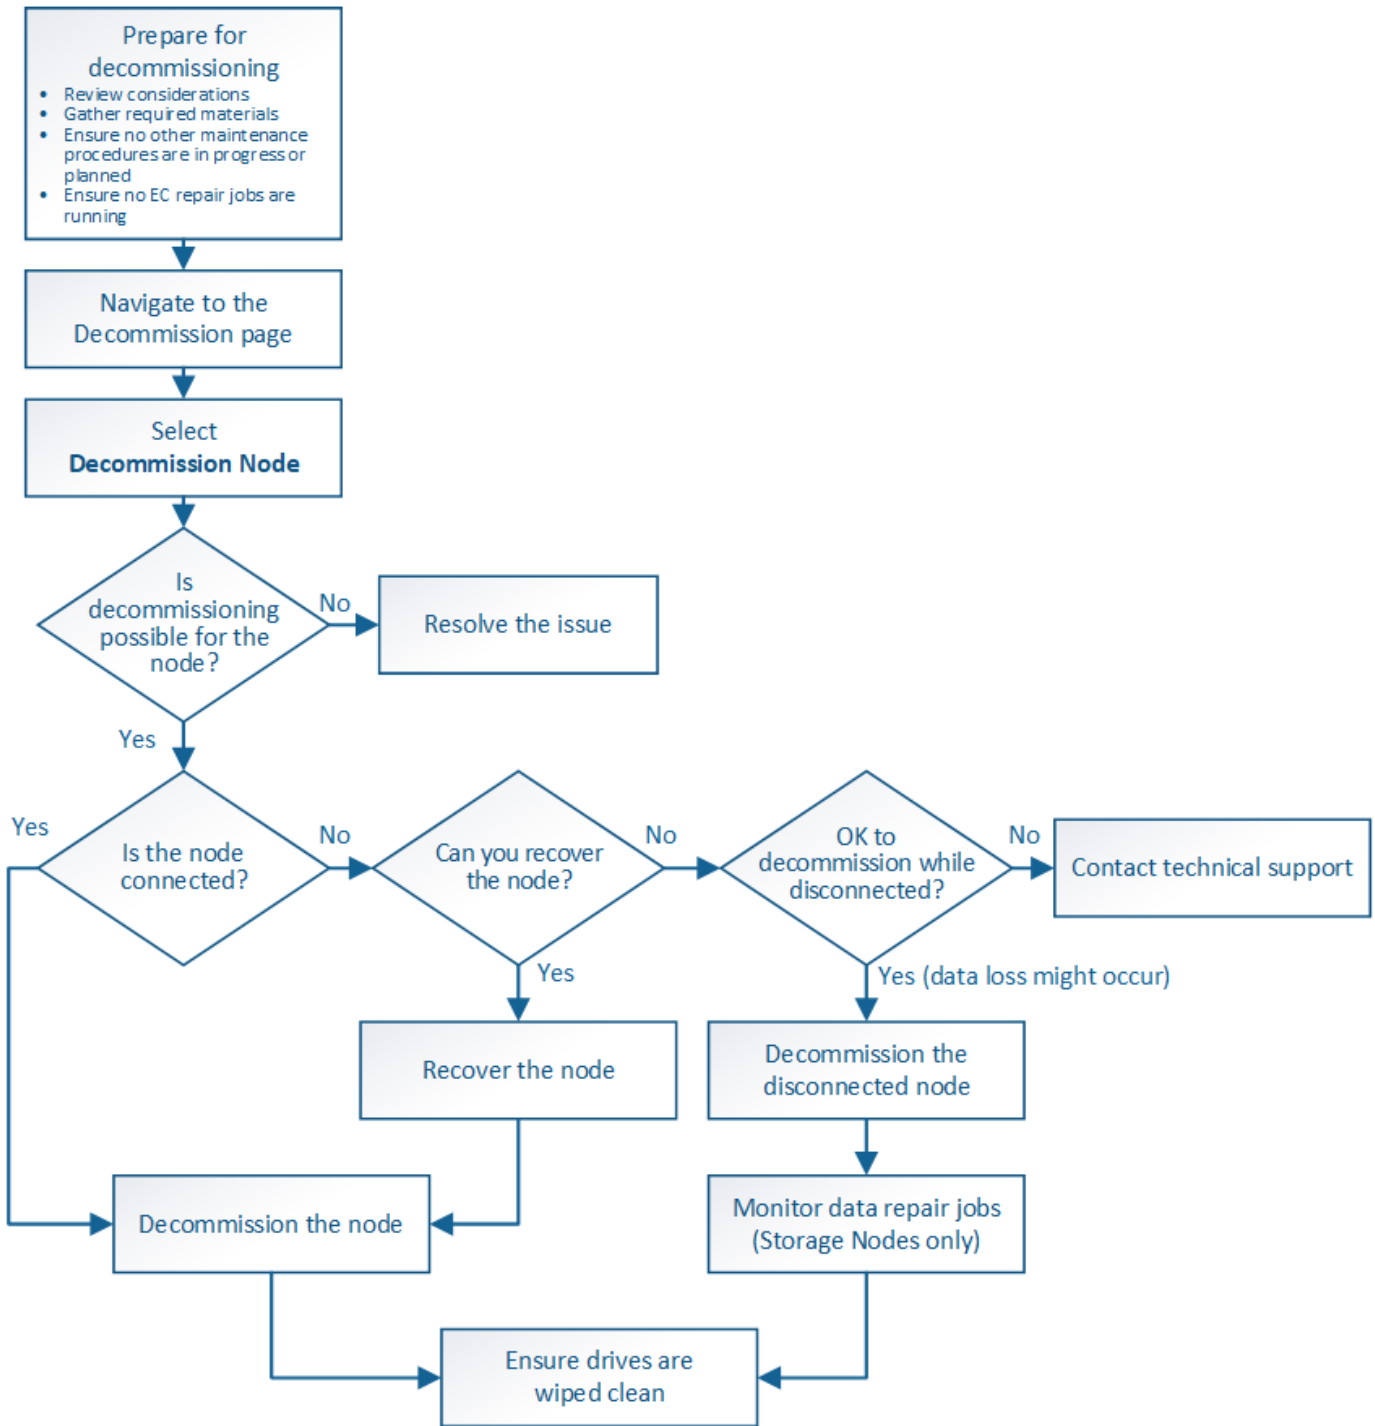 Prepare for
decommissioning
• Review considerations
• Gather required materials
• Ensure no other maintenance
procedures are in progress or
planned
• Ensure no EC repair jobs are
running
Navigate to the
Decommission page
Select
Decommission Node
Is
decommissioning
possible for the
node?
No
Resolve the issue
Yes
Yes
Is the node
connected?
No
Can you recover
the node?
No
OK to
decommission while
disconnected?
No
Contact technical support
Yes
Yes (data loss might occur)
Recover the node
Decommission the
disconnected node
Decommission the node
Monitor data repair jobs
(Storage Nodes only)
Ensure drives are
wiped clean